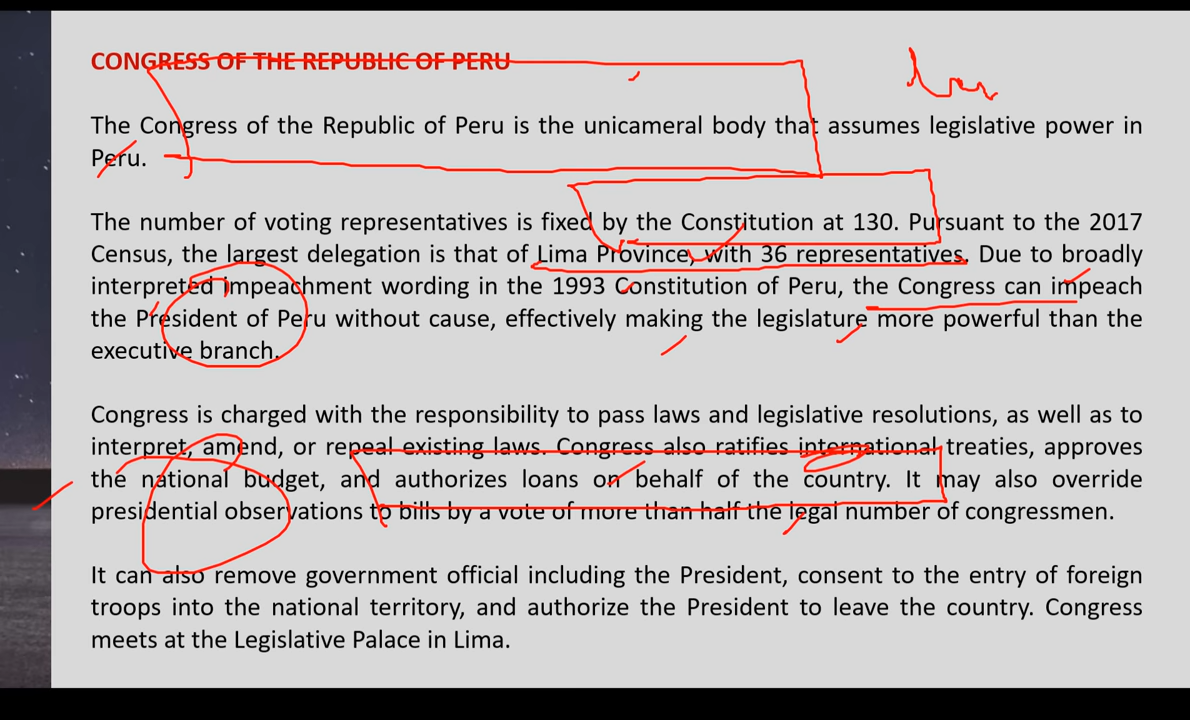 CONGRESS OF THE REPUBLIC OF PERU
The Congress of the Republic of Peru is the unicameral body that assumes legislative power in
Peru.
The number of voting representatives is fixed by the Constitution at 130. Pursuant to the 2017
Census, the largest delegation is that of Lima Province, with 36 representatives. Due to broadly
interpreted impeachment wording in the 1993 Constitution of Peru, the Congress can impeach
the President of Peru without cause, effectively making the legislature more powerful than the
executive branch.
Congress is charged with the responsibility to pass laws and legislative resolutions, as well as to
interpret, amend, or repeal existing laws. Congress also ratifies international treaties, approves
the national budget, and authorizes loans on behalf of the country. It may also override
presidential observations to bills by a vote of more than half the legal number of congressmen.
It can also remove government official including the President, consent to the entry of foreign
troops into the national territory, and authorize the President to leave the country. Congress
meets at the Legislative Palace in Lima.